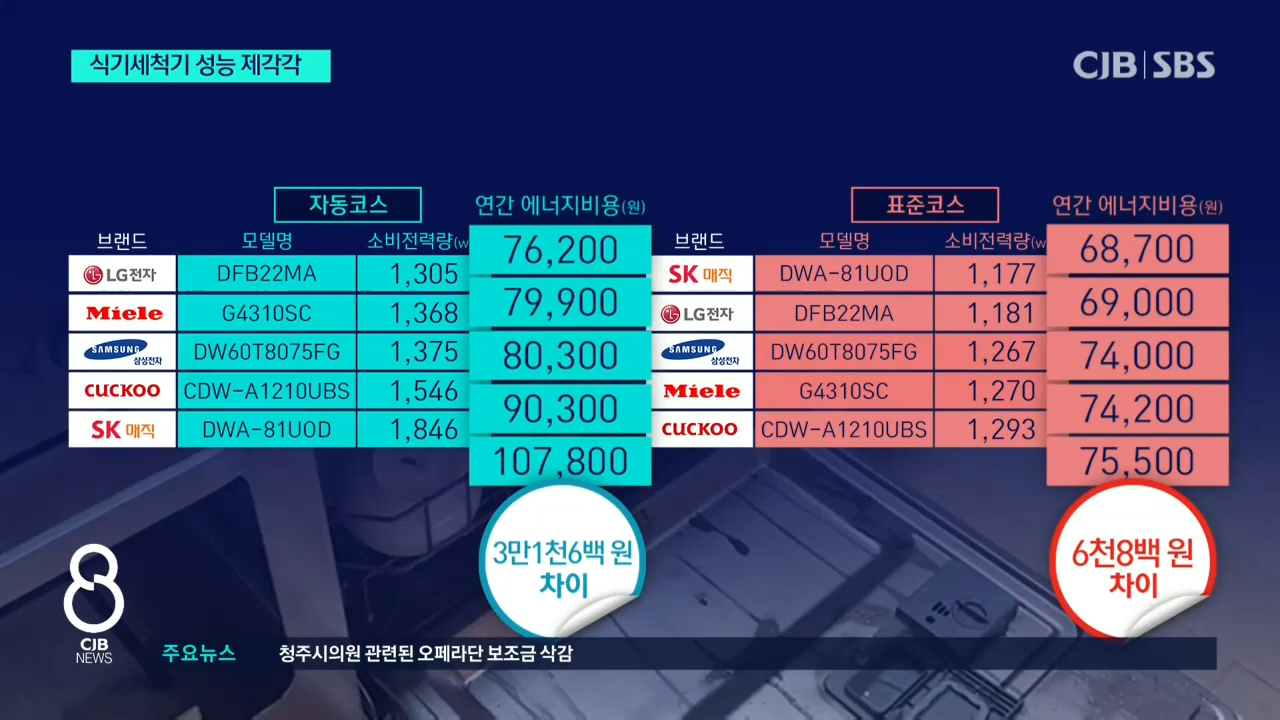 식기세척기 성능 제각각
CJB SBS
자동코스
연간 에너지비용(원)
브랜드 모델명 소비전력량(w
LG전자 DFB22MA 1,305 76,200
Miele G4310SC 1,368 79,900
SAMSUNG 삼성전자 DW60T8075FG 1,375 80,300
CUCKOO CDW-A1210UBS 1,546 90,300
SK 매직 DWA-81UOD 1,846 107,800
3만1천6백 원
차이
표준코스
연간 에너지비용(원)
브랜드 모델명 소비전력량(w
SK 매직 DWA-81UOD 1,177 68,700
LG전자 DFB22MA 1,181 69,000
SAMSUNG 삼성전자 DW60T8075FG 1,267 74,000
Miele G4310SC 1,270 74,200
CUCKOO CDW-A1210UBS 1,293 75,500
6천8백 원
차이
8
CJB
NEWS
주요뉴스 청주시의원 관련된 오페라단 보조금 삭감